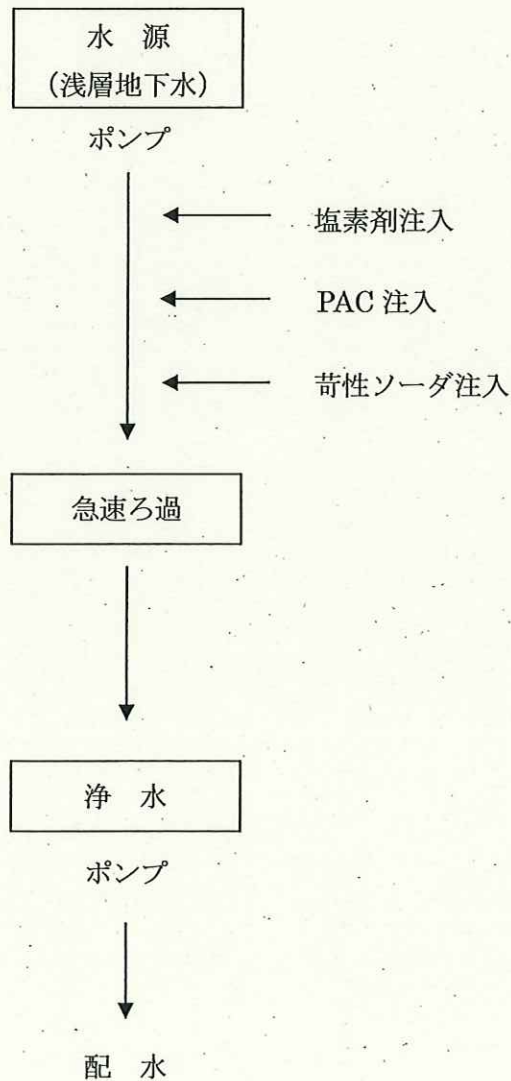 水 源
(浅層地下水)
ポンプ
塩素剤注入
PAC 注入
苛性ソーダ注入
急速ろ過
浄 水
ポンプ
配 水